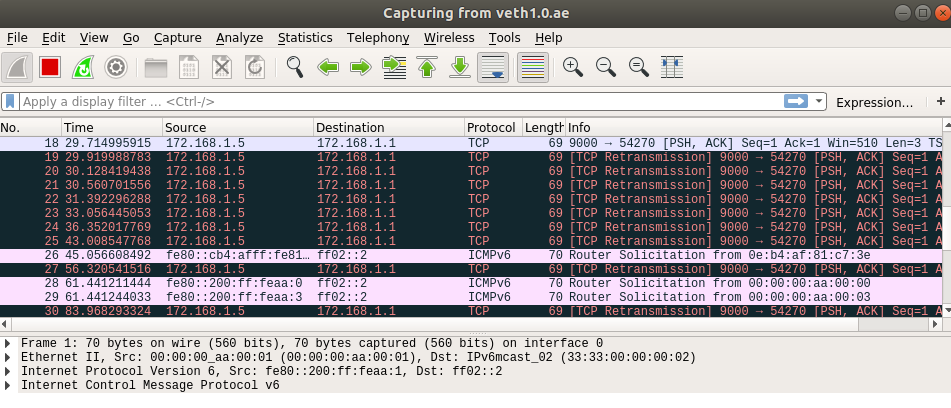 Capturing from veth1.0.ae
File Edit View Go Capture Analyze Statistics Telephony Wireless Tools Help
Apply a display filter ... <Ctrl-/> Expression... +
No. Time Source Destination Protocol Length Info
18 29.714995915 172.168.1.5 172.168.1.1 TCP 69 9000 → 54270 [PSH, ACK] Seq=1 Ack=1 Win=510 Len=3 TS
19 29.919988783 172.168.1.5 172.168.1.1 TCP 69 [TCP Retransmission] 9000 → 54270 [PSH, ACK] Seq=1 A
20 30.128419438 172.168.1.5 172.168.1.1 TCP 69 [TCP Retransmission] 9000 → 54270 [PSH, ACK] Seq=1 A
21 30.560701556 172.168.1.5 172.168.1.1 TCP 69 [TCP Retransmission] 9000 → 54270 [PSH, ACK] Seq=1 A
22 31.392296288 172.168.1.5 172.168.1.1 TCP 69 [TCP Retransmission] 9000 → 54270 [PSH, ACK] Seq=1 A
23 33.056445053 172.168.1.5 172.168.1.1 TCP 69 [TCP Retransmission] 9000 → 54270 [PSH, ACK] Seq=1 A
24 36.352017769 172.168.1.5 172.168.1.1 TCP 69 [TCP Retransmission] 9000 → 54270 [PSH, ACK] Seq=1 A
25 43.008547768 172.168.1.5 172.168.1.1 TCP 69 [TCP Retransmission] 9000 → 54270 [PSH, ACK] Seq=1 A
26 45.056608492 fe80::cb4:afff:fe81... ff02::2 ICMPv6 70 Router Solicitation from 0e:b4:af:81:c7:3e
27 56.320541516 172.168.1.5 172.168.1.1 TCP 69 [TCP Retransmission] 9000 → 54270 [PSH, ACK] Seq=1 A
28 61.441211444 fe80::200:ff:feaa:0 ff02::2 ICMPv6 70 Router Solicitation from 00:00:00:aa:00:00
29 61.441244033 fe80::200:ff:feaa:3 ff02::2 ICMPv6 70 Router Solicitation from 00:00:00:aa:00:03
30 83.968293324 172.168.1.5 172.168.1.1 TCP 69 [TCP Retransmission] 9000 → 54270 [PSH, ACK] Seq=1 A
Frame 1: 70 bytes on wire (560 bits), 70 bytes captured (560 bits) on interface 0
Ethernet II, Src: 00:00:00_aa:00:01 (00:00:00:aa:00:01), Dst: IPv6mcast_02 (33:33:00:00:00:02)
Internet Protocol Version 6, Src: fe80::200:ff:feaa:1, Dst: ff02::2
Internet Control Message Protocol v6